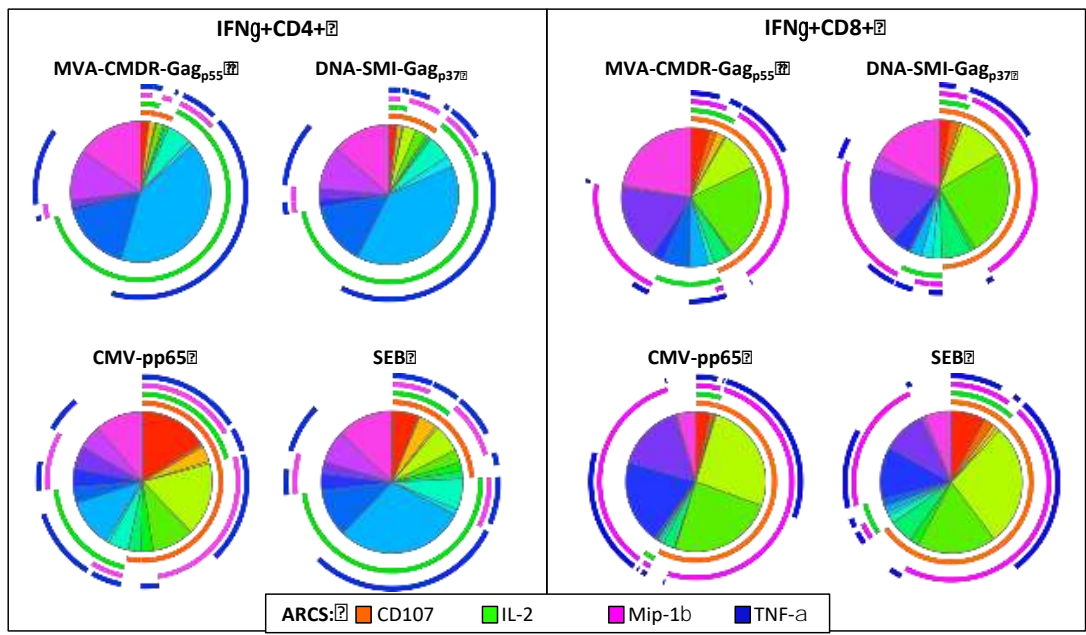 IFNg+CD4+⍰
IFNg+CD8+⍰
MVA-CMDR-Gagp55⍰
DNA-SMI-Gagp37⍰
MVA-CMDR-Gagp55⍰
DNA-SMI-Gagp37⍰
CMV-pp65⍰
SEB⍰
CMV-pp65⍰
SEB⍰
ARCS:⍰ CD107 IL-2 Mip-1b TNF-a